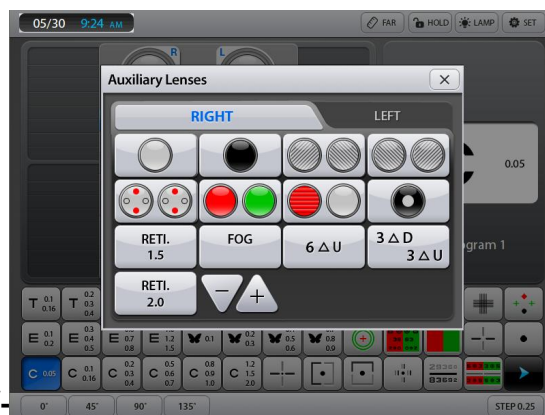 05/30 9:24 AM
FAR
HOLD
LAMP
SET
R
L
Auxiliary Lenses
RIGHT
LEFT
0.05
RETI.
1.5
FOG
6 △ U
3 △ D
3 △ U
RETI.
2.0
gram 1
T 0.1
0.16
T 0.2
0.3
0.4
E 0.1
0.2
E 0.3
0.4
0.5
0.7
0.8
1.2
1.5
0.1
0.2
0.3
0.5
0.6
0.8
0.9
C 0.05
C 0.1
0.16
C 0.2
0.3
0.4
C 0.5
0.6
0.7
C 0.8
0.9
1.0
C 1.2
1.5
2.0
0°
45°
90°
135°
STEP 0.25